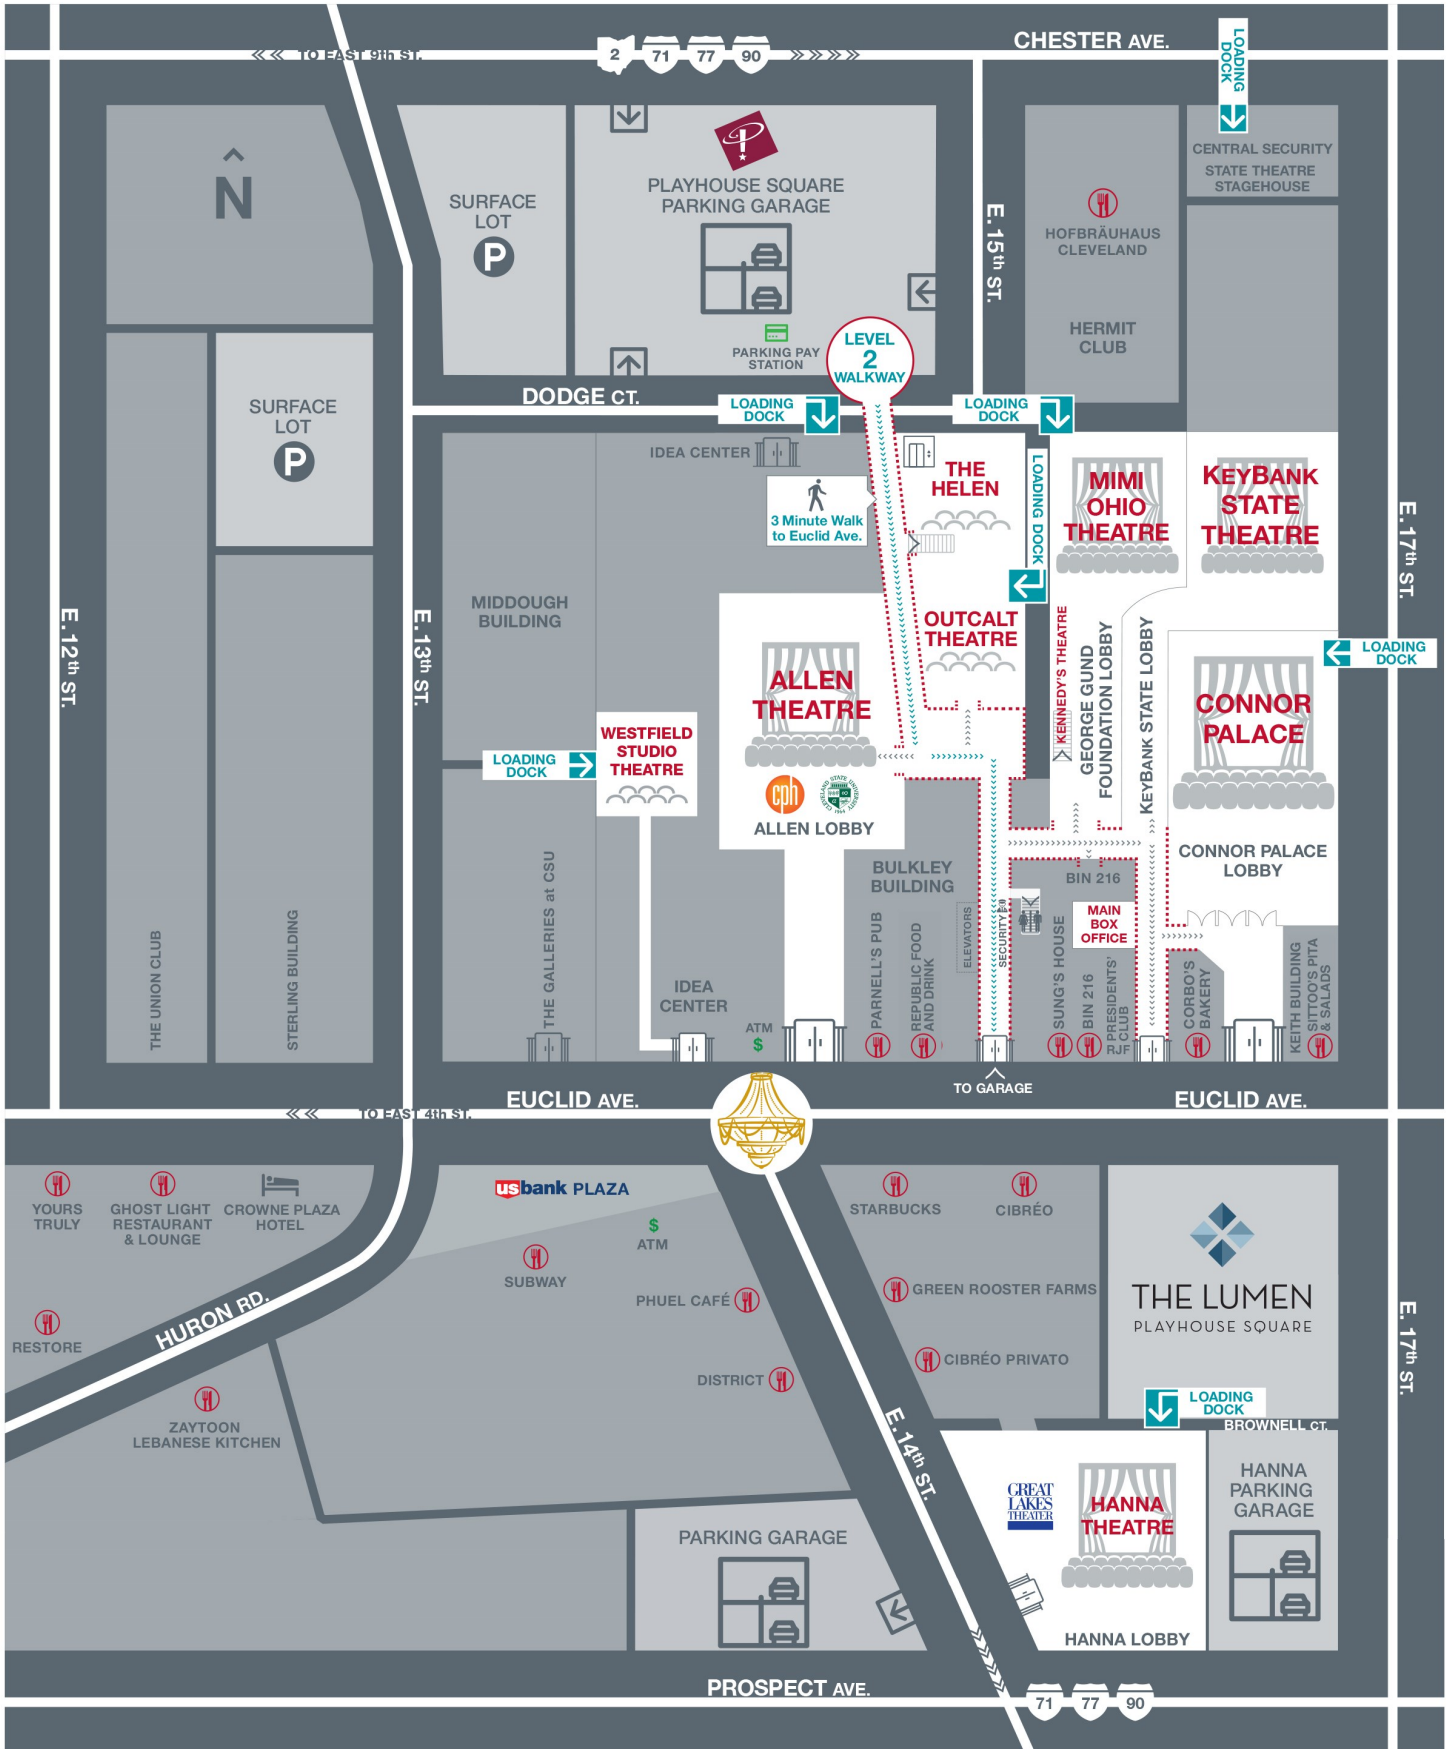 CHESTER AVE.
TO EAST 9th ST.
2
71
77
90
LOADING
DOCK
N
SURFACE
LOT
P
PLAYHOUSE SQUARE
PARKING GARAGE
PARKING PAY
STATION
LEVEL
2
WALKWAY
E. 15th ST.
HOFBRÄUHAUS
CLEVELAND
HERMIT
CLUB
CENTRAL SECURITY
STATE THEATRE
STAGEHOUSE
SURFACE
LOT
P
DODGE CT.
LOADING
DOCK
LOADING
DOCK
IDEA CENTER
3 Minute Walk
to Euclid Ave.
THE
HELEN
LOADING DOCK
MIMI
OHIO
THEATRE
KEYBANK
STATE
THEATRE
E. 17th ST.
E. 12th ST.
E. 13th ST.
MIDDOUGH
BUILDING
OUTCALT
THEATRE
KENNEDY'S THEATRE
GEORGE GUND
FOUNDATION LOBBY
KEYBANK STATE LOBBY
LOADING
DOCK
ALLEN
THEATRE
CONNOR
PALACE
WESTFIELD
STUDIO
THEATRE
LOADING
DOCK
cph
CLEVELAND STATE UNIVERSITY
1964
ALLEN LOBBY
CONNOR PALACE
LOBBY
BULKLEY
BUILDING
BIN 216
MAIN
BOX
OFFICE
THE UNION CLUB
STERLING BUILDING
THE GALLERIES at CSU
IDEA
CENTER
ATM
$
PARNELL'S PUB
REPUBLIC FOOD
AND DRINK
ELEVATORS
SECURITY
SUNG'S HOUSE
BIN 216
PRESIDENTS'
CLUB
RJF
CORBO'S
BAKERY
KEITH BUILDING
SITTOO'S PITA
& SALADS
TO GARAGE
EUCLID AVE.
EUCLID AVE.
TO EAST 4th ST.
YOURS
TRULY
GHOST LIGHT
RESTAURANT
& LOUNGE
CROWNE PLAZA
HOTEL
usbank PLAZA
$
ATM
SUBWAY
STARBUCKS
CIBRÉO
THE LUMEN
PLAYHOUSE SQUARE
GREEN ROOSTER FARMS
PHUEL CAFÉ
HURON RD.
RESTORE
CIBRÉO PRIVATO
DISTRICT
E. 17th ST.
ZAYTOON
LEBANESE KITCHEN
LOADING
DOCK
BROWNELL CT.
E. 14th ST.
GREAT
LAKES
THEATER
HANNA
THEATRE
HANNA
PARKING
GARAGE
PARKING GARAGE
HANNA LOBBY
PROSPECT AVE.
71
77
90